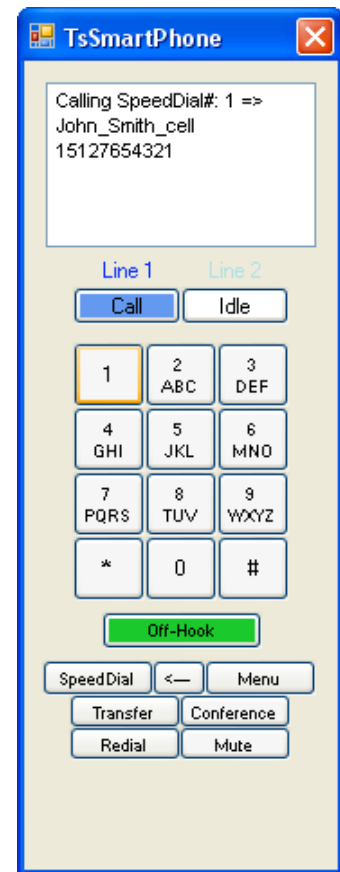 TsSmartPhone
Calling SpeedDial#: 1 =>
John_Smith_cell
15127654321
Line 1 Line 2
Call Idle
1 2 3
ABC DEF
4 5 6
GHI JKL MNO
7 8 9
PQRS TUV WXYZ
* 0 #
Off-Hook
SpeedDial <— Menu
Transfer Conference
Redial Mute